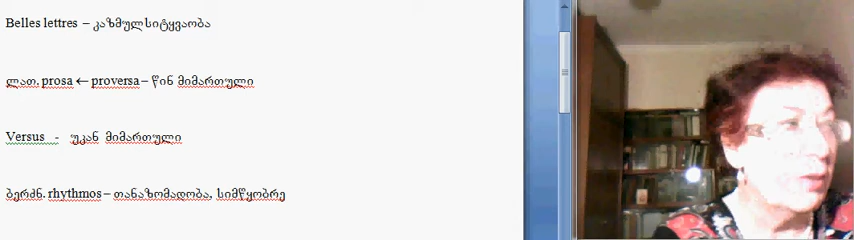 Belles lettres – კაზმულსიტყვაობა
ლათ. prosa ← proversa – წინ მიმართული
Versus - უკან მიმართული
ბერძნ. rhythmos – თანაზომადობა, სიმწყობრე